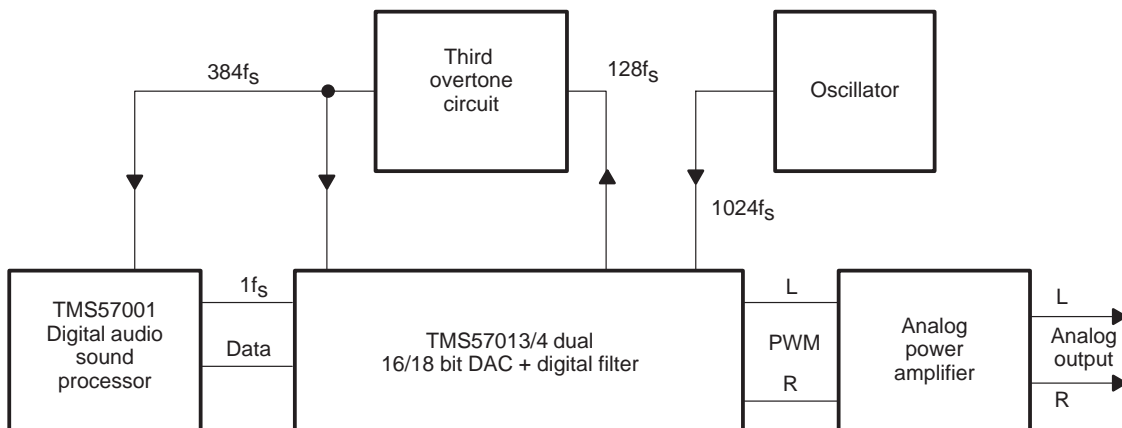 Third
overtone
circuit
384fs
128fs
Oscillator
1024fs
TMS57001
Digital audio
sound
processor
1fs
Data
TMS57013/4 dual
16/18 bit DAC + digital filter
L
PWM
R
Analog
power
amplifier
L
Analog
output
R